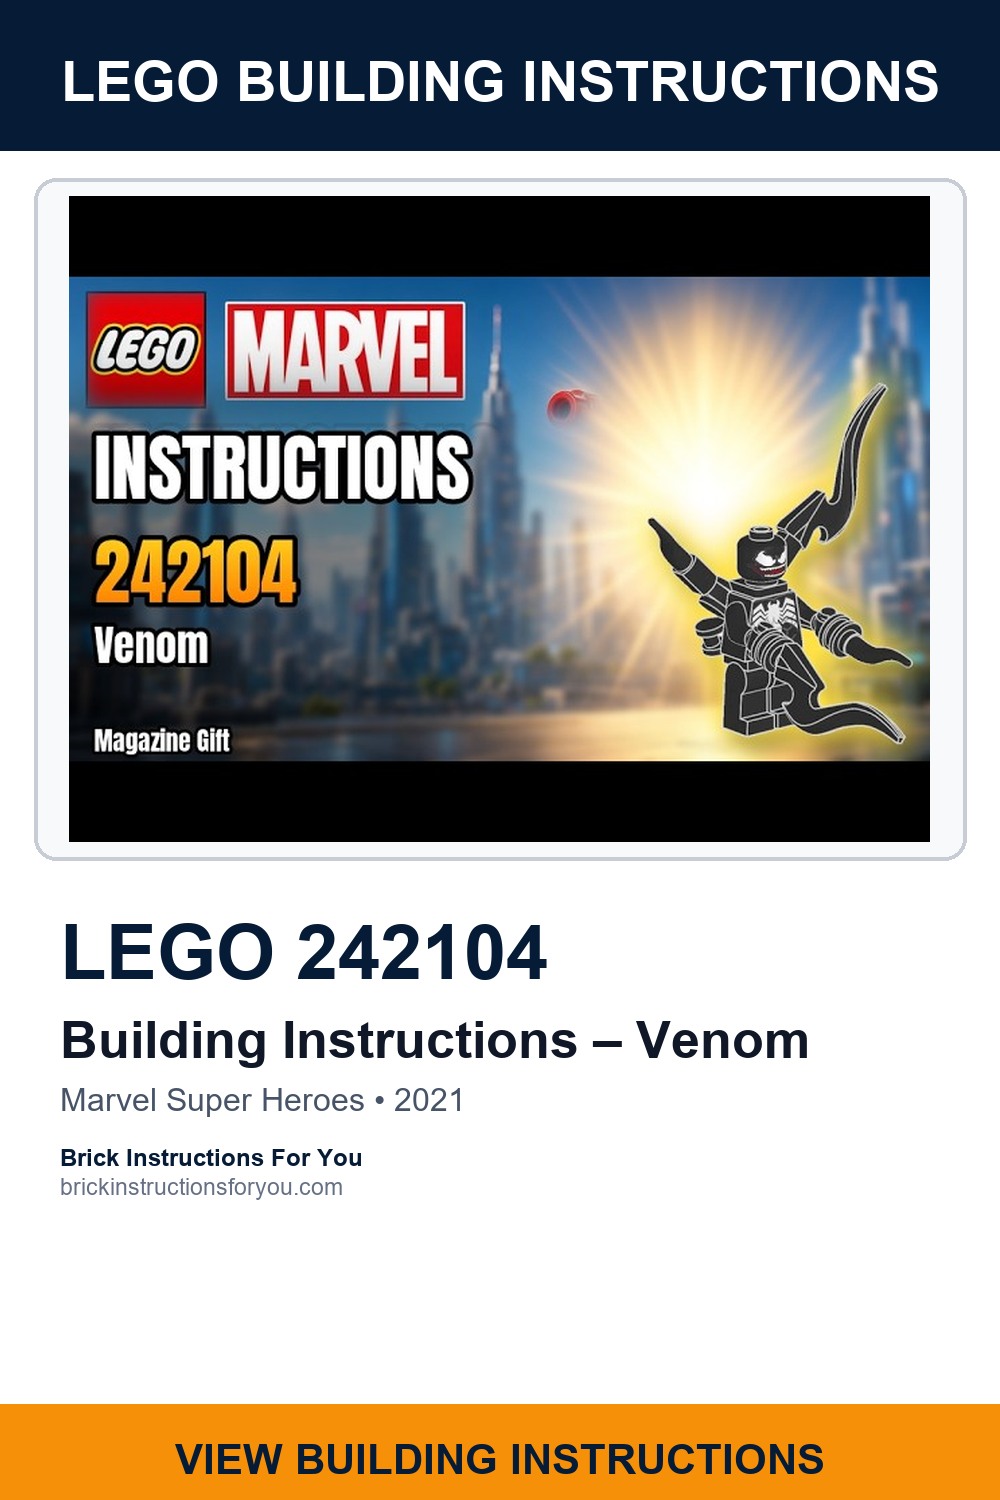 LEGO BUILDING INSTRUCTIONS
LEGO MARVEL
INSTRUCTIONS
242104
Venom
Magazine Gift
LEGO 242104
Building Instructions – Venom
Marvel Super Heroes • 2021
Brick Instructions For You
brickinstructionsforyou.com
VIEW BUILDING INSTRUCTIONS